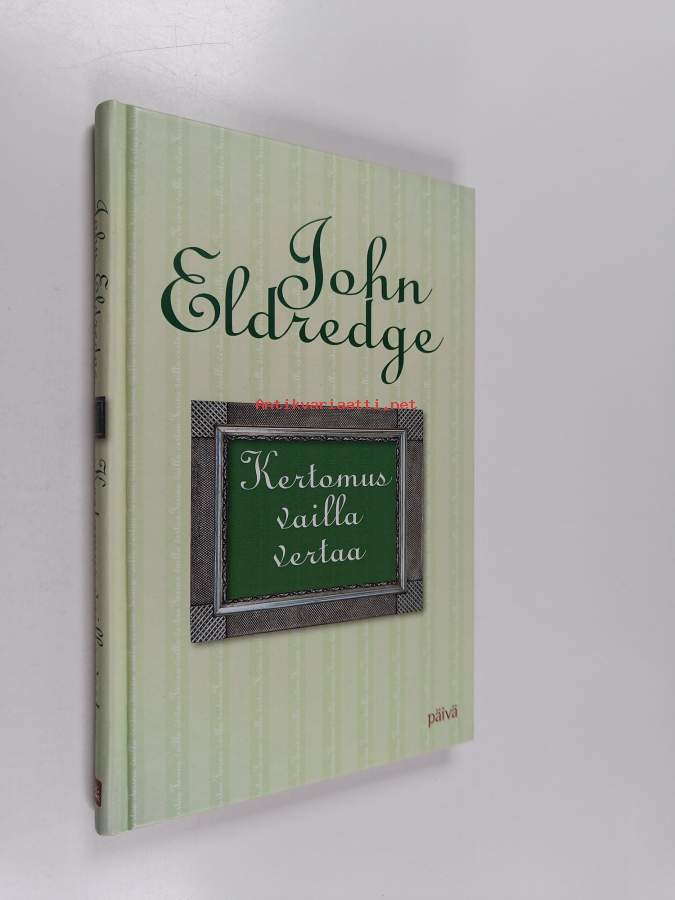 John
Eldredge
Antikvariaatti.net
Kertomus
vailla
vertaa
päivä